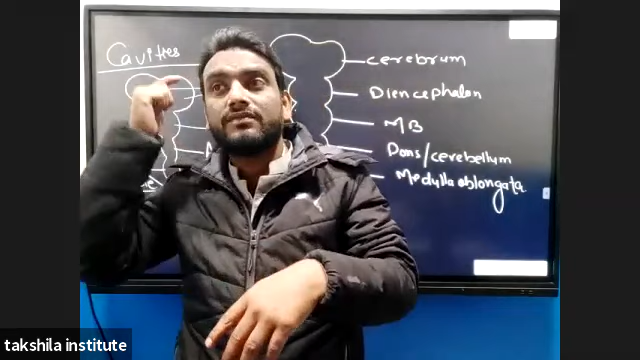 Cavities
cerebrum
Diencephalon
MB
Pons/cerebellum
Medulla oblongata
takshila institute